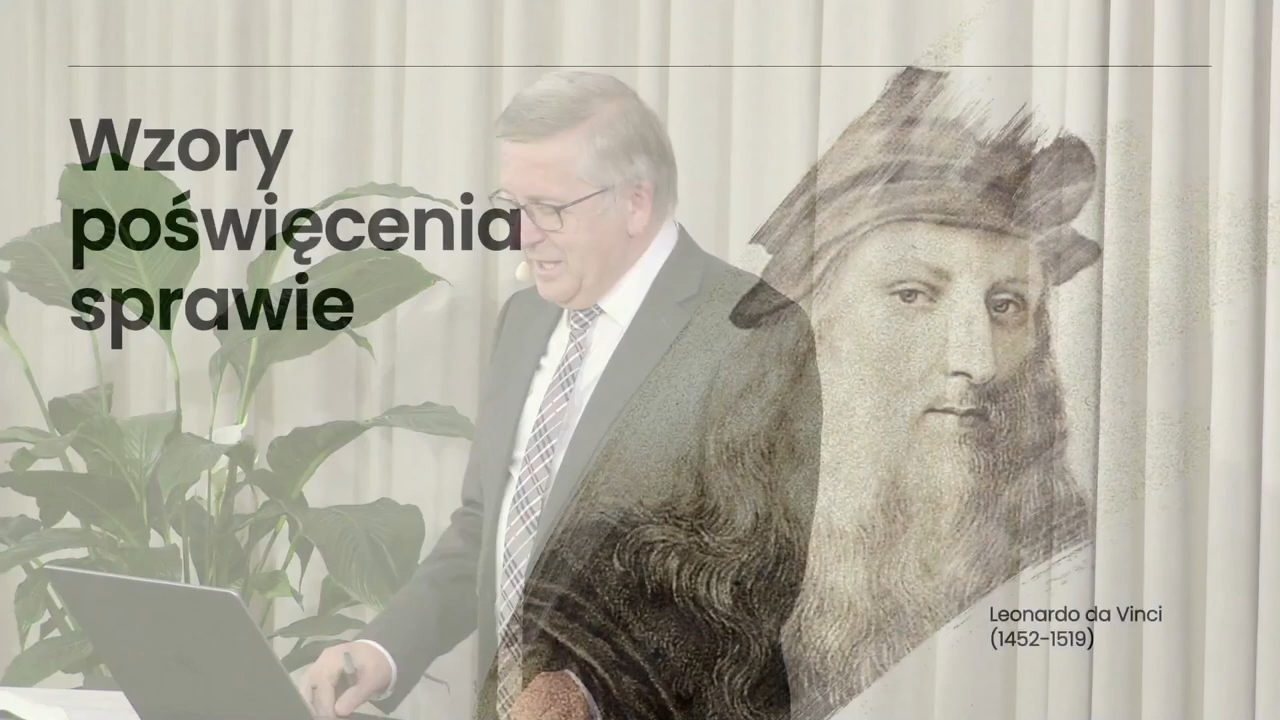 Wzory
poświęcenia
sprawie
Leonardo da Vinci
(1452-1519)